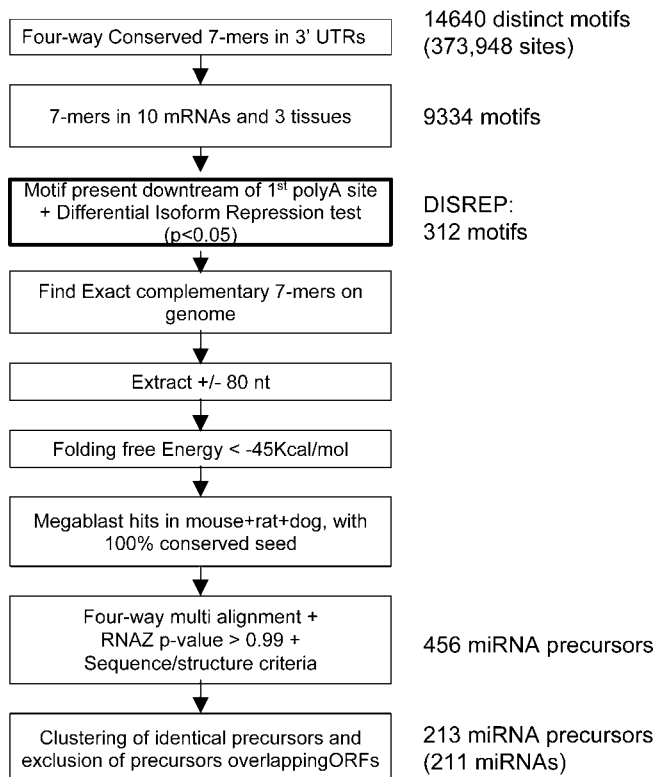 Four-way Conserved 7-mers in 3' UTRs
14640 distinct motifs
(373,948 sites)
7-mers in 10 mRNAs and 3 tissues
9334 motifs
Motif present downtream of 1st polyA site
+ Differential Isoform Repression test
(p<0.05)
DISREP:
312 motifs
Find Exact complementary 7-mers on
genome
Extract +/- 80 nt
Folding free Energy < -45Kcal/mol
Megablast hits in mouse+rat+dog, with
100% conserved seed
Four-way multi alignment +
RNAZ p-value > 0.99 +
Sequence/structure criteria
456 miRNA precursors
Clustering of identical precursors and
exclusion of precursors overlappingORFs
213 miRNA precursors
(211 miRNAs)